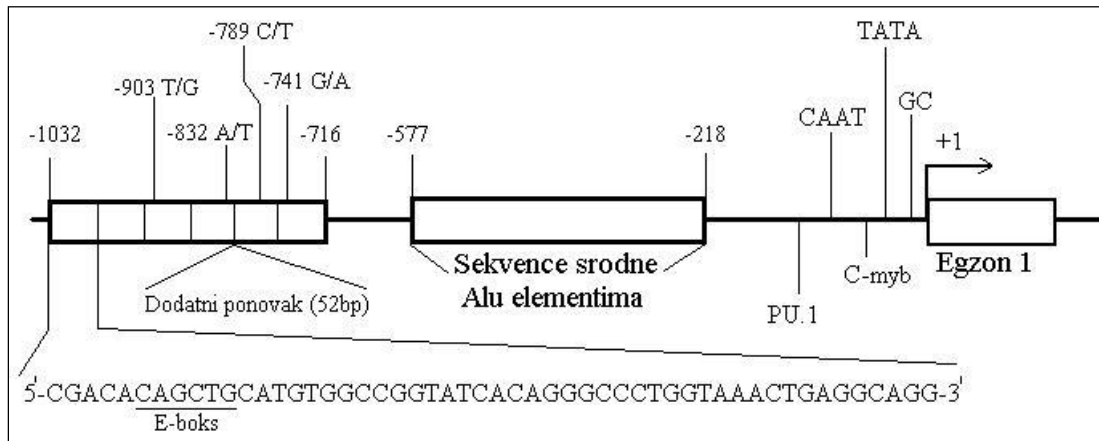 -789 C/T
TATA
-903 T/G
-741 G/A
GC
CAAT
-1032
-832 A/T
-716
-577
-218
+1
Sekvence srodne
Alu elementima
Egzon 1
C-myb
Dodatni ponovak (52bp)
PU.1
5'-CGACACAGCTGCATGTGGCCGGTATCACAGGGCCCTGGTAAACTGAGGCAGG-3'
E-boks